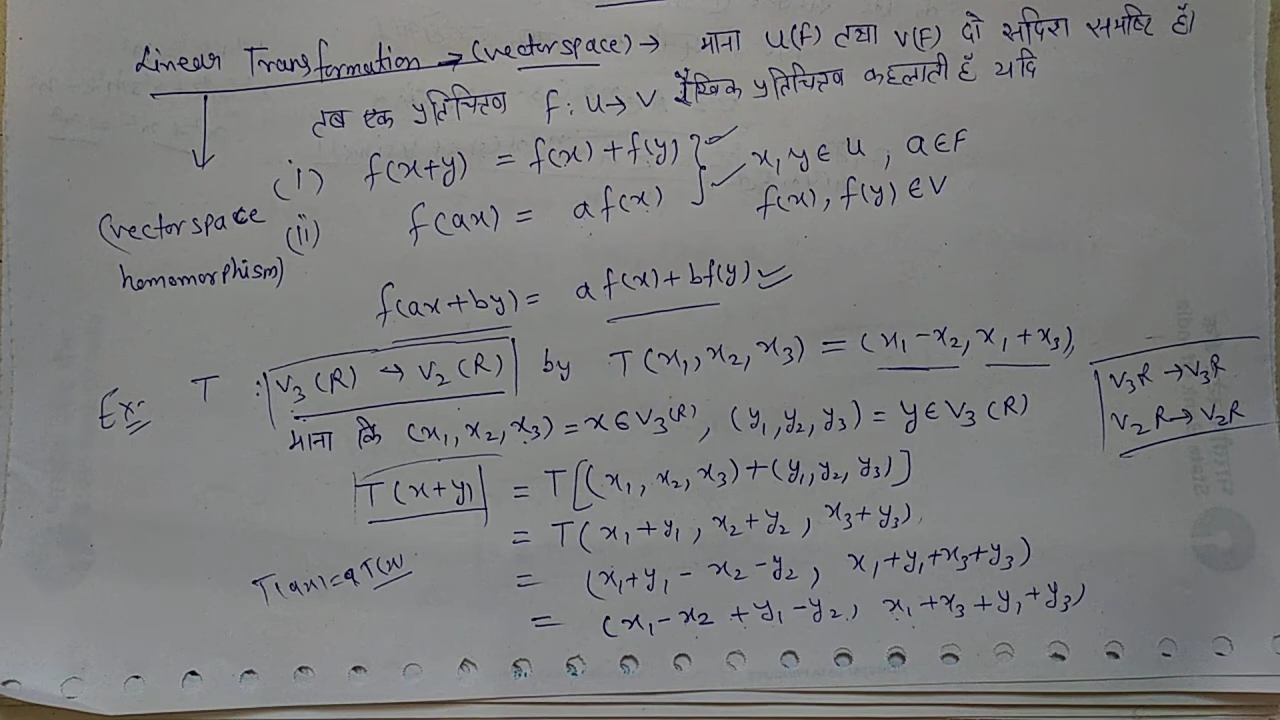 Linear Transformation → (vectorspace) → माना U(F) तथा V(F) दो सदिश समष्टि हों।
तब एक प्रतिचित्रण f: U → V रैखिक प्रतिचित्रण कहलाती है यदि
(i) f(x+y) = f(x) + f(y)
(ii) f(ax) = a f(x)
x, y ∈ U, a ∈ F
f(x), f(y) ∈ V
(vectorspace
homomorphism)
f(ax+by) = a f(x) + b f(y)
Ex:- T : V₃(R) → V₂(R) by T(x₁, x₂, x₃) = (x₁ - x₂, x₁ + x₃),
V₃R → V₃R
V₂R → V₂R
माना कि (x₁, x₂, x₃) = x ∈ V₃(R), (y₁, y₂, y₃) = y ∈ V₃(R)
T(x+y) = T[(x₁, x₂, x₃) + (y₁, y₂, y₃)]
= T(x₁ + y₁, x₂ + y₂, x₃ + y₃),
T(ax) = aT(x)
= (x₁ + y₁ - x₂ - y₂, x₁ + y₁ + x₃ + y₃)
= (x₁ - x₂ + y₁ - y₂, x₁ + x₃ + y₁ + y₃)